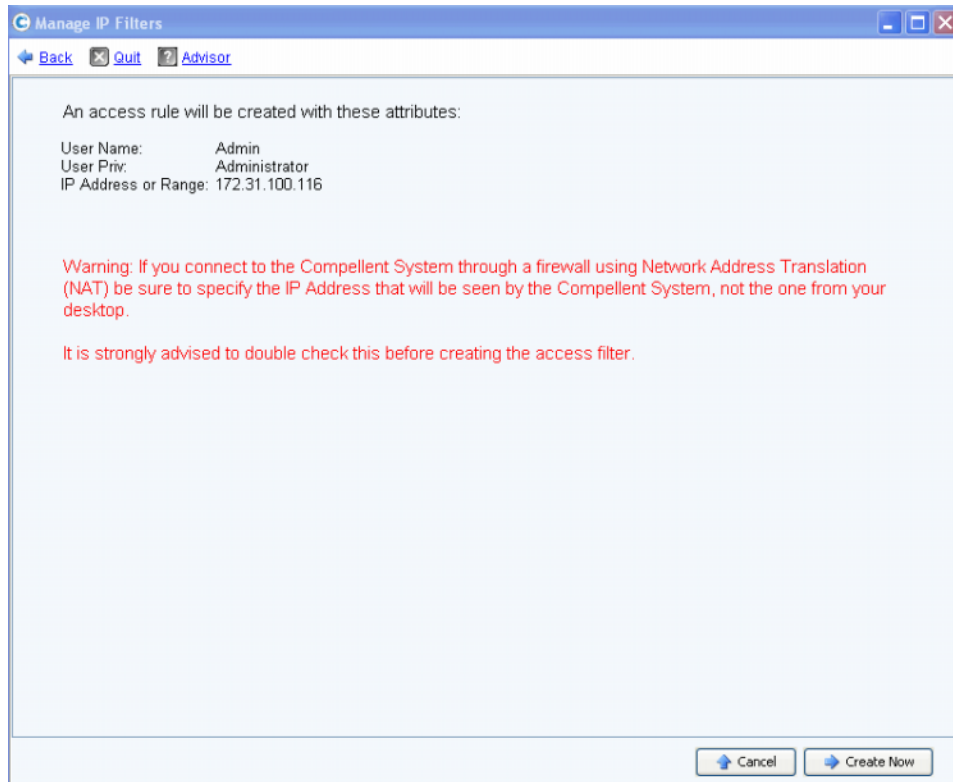 Manage IP Filters
Back Quit Advisor
An access rule will be created with these attributes:
User Name: Admin
User Priv: Administrator
IP Address or Range: 172.31.100.116
Warning: If you connect to the Compellent System through a firewall using Network Address Translation
(NAT) be sure to specify the IP Address that will be seen by the Compellent System, not the one from your
desktop.
It is strongly advised to double check this before creating the access filter.
Cancel Create Now